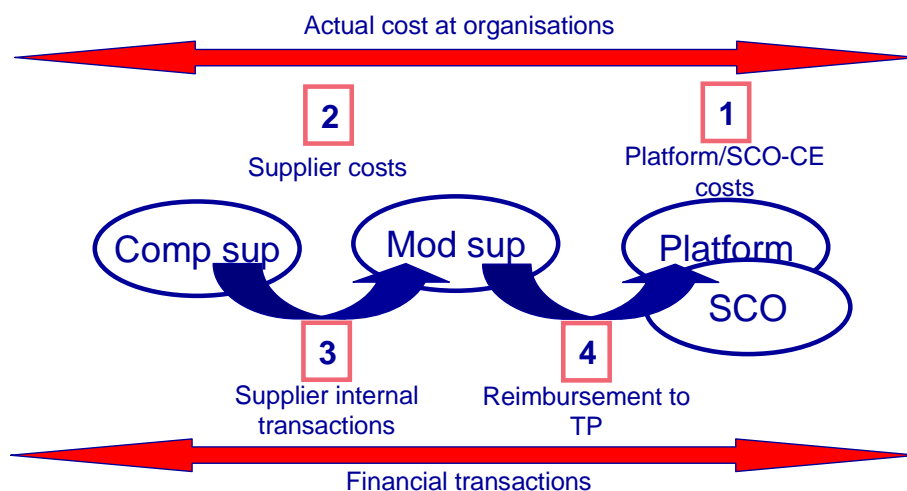 Actual cost at organisations
2
1
Supplier costs
Platform/SCO-CE
costs
Comp sup
Mod sup
Platform
SCO
3
4
Supplier internal
transactions
Reimbursement to
TP
Financial transactions